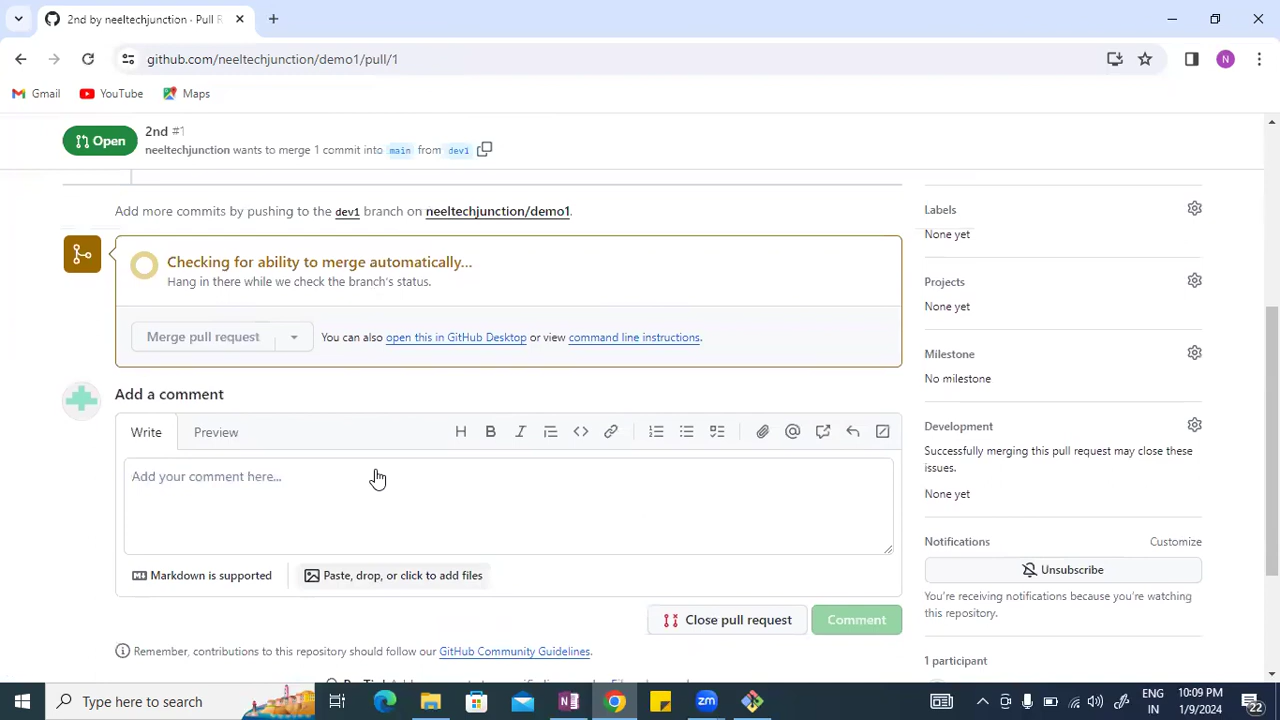 2nd by neeltechjunction · Pull R
github.com/neeltechjunction/demo1/pull/1
Gmail
YouTube
Maps
Open
2nd #1
neeltechjunction wants to merge 1 commit into main from dev1
Add more commits by pushing to the dev1 branch on neeltechjunction/demo1.
Checking for ability to merge automatically...
Hang in there while we check the branch's status.
Merge pull request
You can also open this in GitHub Desktop or view command line instructions.
Add a comment
Write
Preview
Add your comment here...
Markdown is supported
Paste, drop, or click to add files
Close pull request
Comment
Remember, contributions to this repository should follow our GitHub Community Guidelines.
Labels
None yet
Projects
None yet
Milestone
No milestone
Development
Successfully merging this pull request may close these
issues.
None yet
Notifications
Customize
Unsubscribe
You're receiving notifications because you're watching
this repository.
1 participant
Type here to search
zm
ENG
IN
10:09 PM
1/9/2024
22